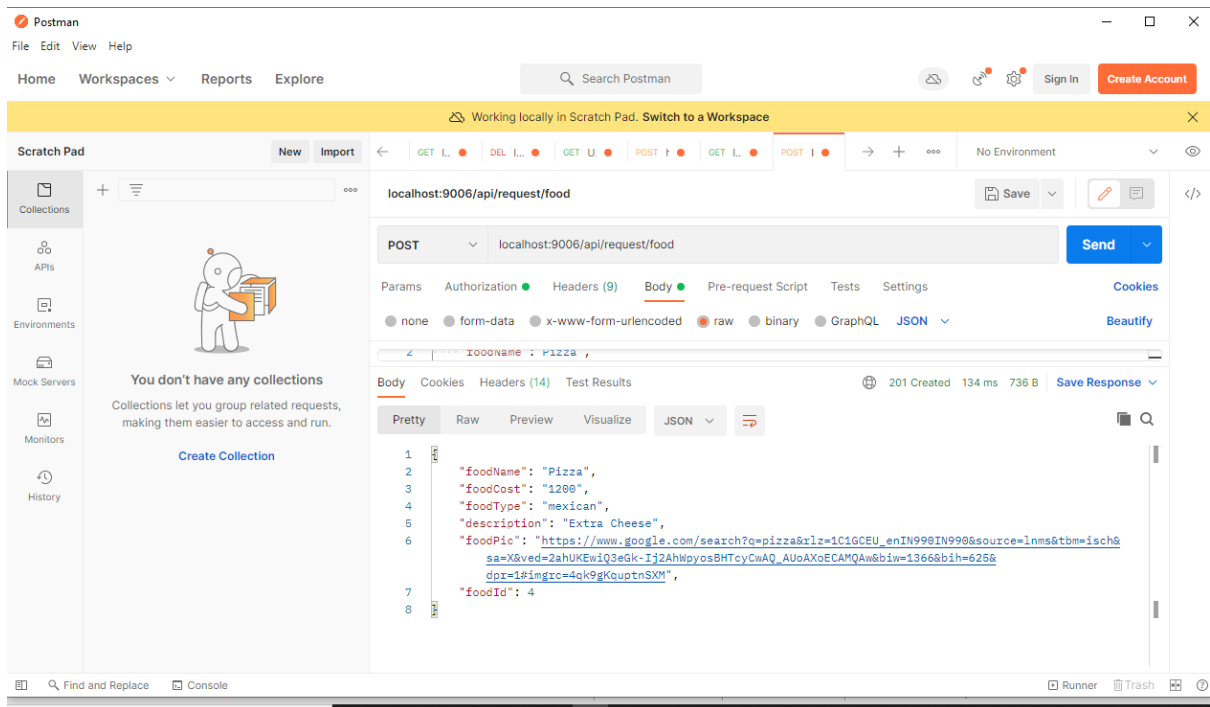 Postman
File Edit View Help
Home Workspaces Reports Explore Search Postman Sign In Create Account
Working locally in Scratch Pad. Switch to a Workspace
Scratch Pad New Import GET DEL GET U. POST GET POST No Environment
Collections
APIs
Environments
Mock Servers
Monitors
History
You don't have any collections
Collections let you group related requests,
making them easier to access and run.
Create Collection
localhost:9006/api/request/food Save
POST localhost:9006/api/request/food Send
Params Authorization Headers (9) Body Pre-request Script Tests Settings Cookies
none form-data x-www-form-urlencoded raw binary GraphQL JSON Beautify
2 foodName : Pizza ,
Body Cookies Headers (14) Test Results 201 Created 134 ms 736 B Save Response
Pretty Raw Preview Visualize JSON
1 {
2 "foodName": "Pizza",
3 "foodCost": "1200",
4 "foodType": "mexican",
5 "description": "Extra Cheese",
6 "foodPic": "https://www.google.com/search?q=pizza&rlz=1C1GCEU_enIN990IN990&source=lnms&tbm=isch&
sa=X&ved=2ahUKEwiQ3eGk-Ij2AhWpyosBHTcyCwAQ_AUoAXoECAMQAw&biw=1366&bih=625&
dpr=1#imgrc=4qk9gKquptnSXM",
7 "foodId": 4
8 }
Find and Replace Console Runner Trash